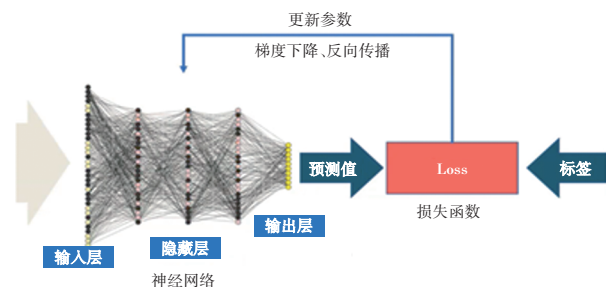 更新参数
梯度下降、反向传播
预测值
Loss
标签
损失函数
输出层
隐藏层
输入层
神经网络